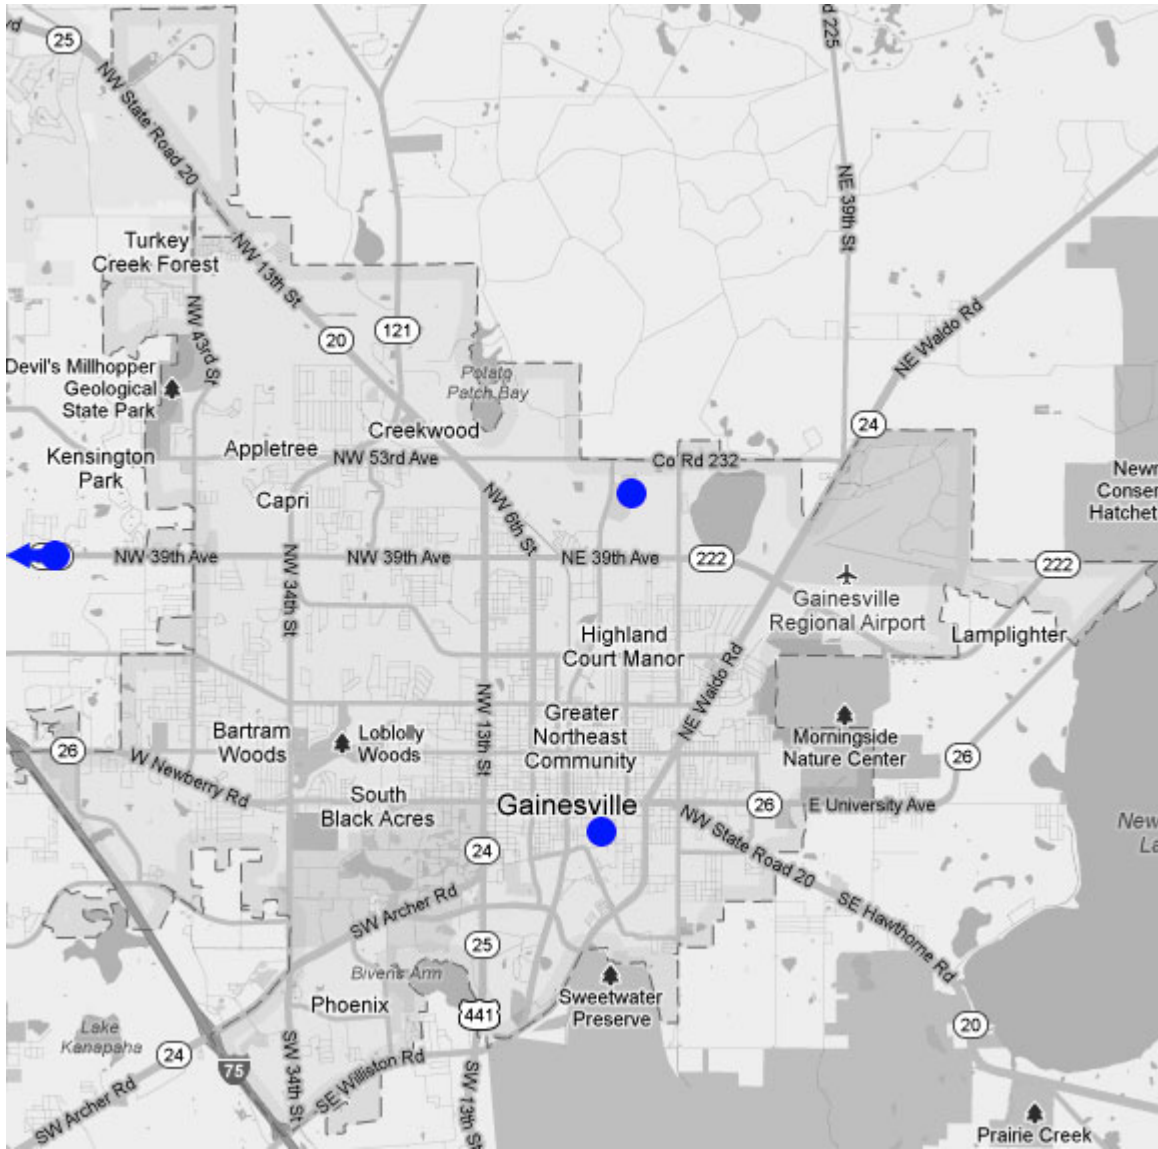 yd
25
d 225
NW State Road 20
NE 39th St
Turkey
Creek Forest
NW 13th St
NW 43rd St
20
121
NE Waldo Rd
Devil's Millhopper
Geological
State Park
Potato
Patch Bay
24
Creekwood
Appletree
NW 53rd Ave
Co Rd 232
Kensington
Park
Capri
NW 6th St
Newn
Conser
Hatchet
NW 39th Ave
NW 39th Ave
NE 39th Ave
222
222
NW 34th St
Gainesville
Regional Airport
Highland
Court Manor
Lamplighter
NE Waldo Rd
NW 13th St
Bartram
Woods
Loblolly
Woods
Greater
Northeast
Community
Morningside
Nature Center
26
26
W Newberry Rd
South
Black Acres
Gainesville
26
E University Ave
NW State Road 20
New
La
24
SW Archer Rd
SE Hawthorne Rd
25
Bivens Arm
Phoenix
441
Sweetwater
Preserve
Lake
Kanapaha
24
75
SW 34th St
SE Williston Rd
SW 13th St
20
SW Archer Rd
Prairie Creek